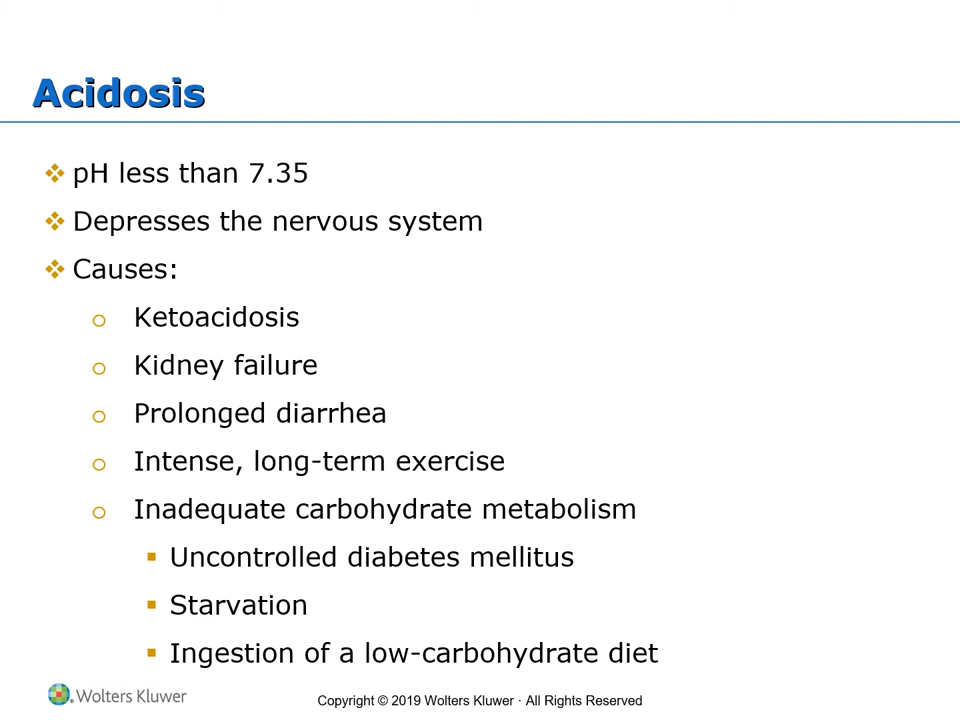 Acidosis
pH less than 7.35
Depresses the nervous system
Causes:
Ketoacidosis
Kidney failure
Prolonged diarrhea
Intense, long-term exercise
Inadequate carbohydrate metabolism
Uncontrolled diabetes mellitus
Starvation
Ingestion of a low-carbohydrate diet
Wolters Kluwer
Copyright © 2019 Wolters Kluwer · All Rights Reserved